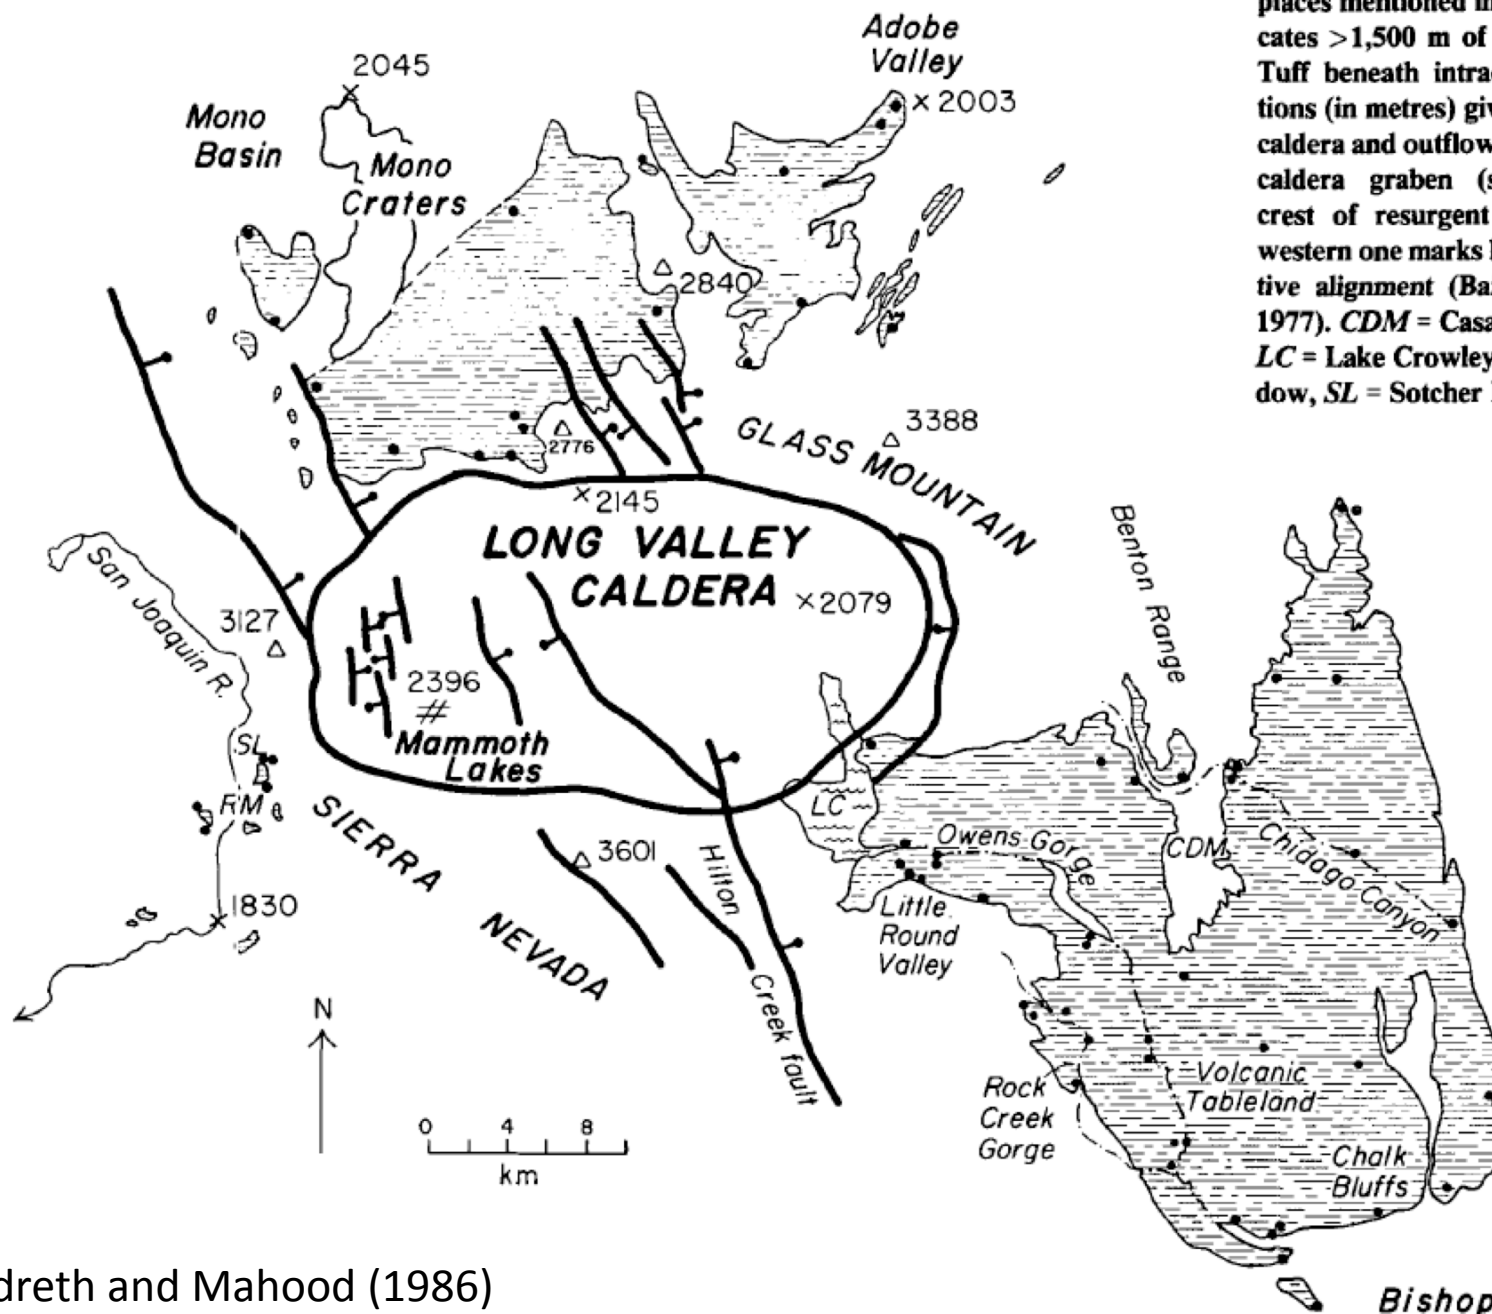 places mentioned in
cates >1,500 m of
Tuff beneath
tions (in metres)
caldera and outflow
caldera graben
crest of resurgent
western one marks
tive alignment
1977). CDM =
LC = Lake Crowley
dow, SL = Sotcher
Adobe
Valley
×2003
2045
Mono
Basin
Mono
Craters
2840
3388
2776
GLASS MOUNTAIN
×2145
LONG VALLEY
CALDERA
×2079
Benton Range
San Joaquin R.
3127
2396
#
Mammoth
Lakes
SL
RM
LC
SIERRA NEVADA
3601
1830
Hilton Creek fault
Owens Gorge
CDM
Chidago Canyon
Little
Round
Valley
N
0 4 8
km
Rock
Creek
Gorge
Volcanic
Tableland
Chalk
Bluffs
Bishop
dreth and Mahood (1986)